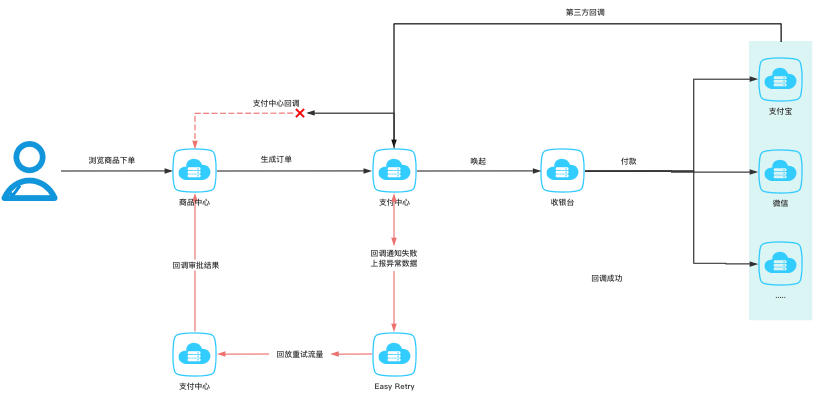 第三方回调
支付中心回调
支付宝
浏览商品下单
生成订单
唤起
付款
商品中心
支付中心
收银台
微信
回调通知失败
上报异常数据
回调审批结果
回调成功
.....
回放重试流量
支付中心
Easy Retry